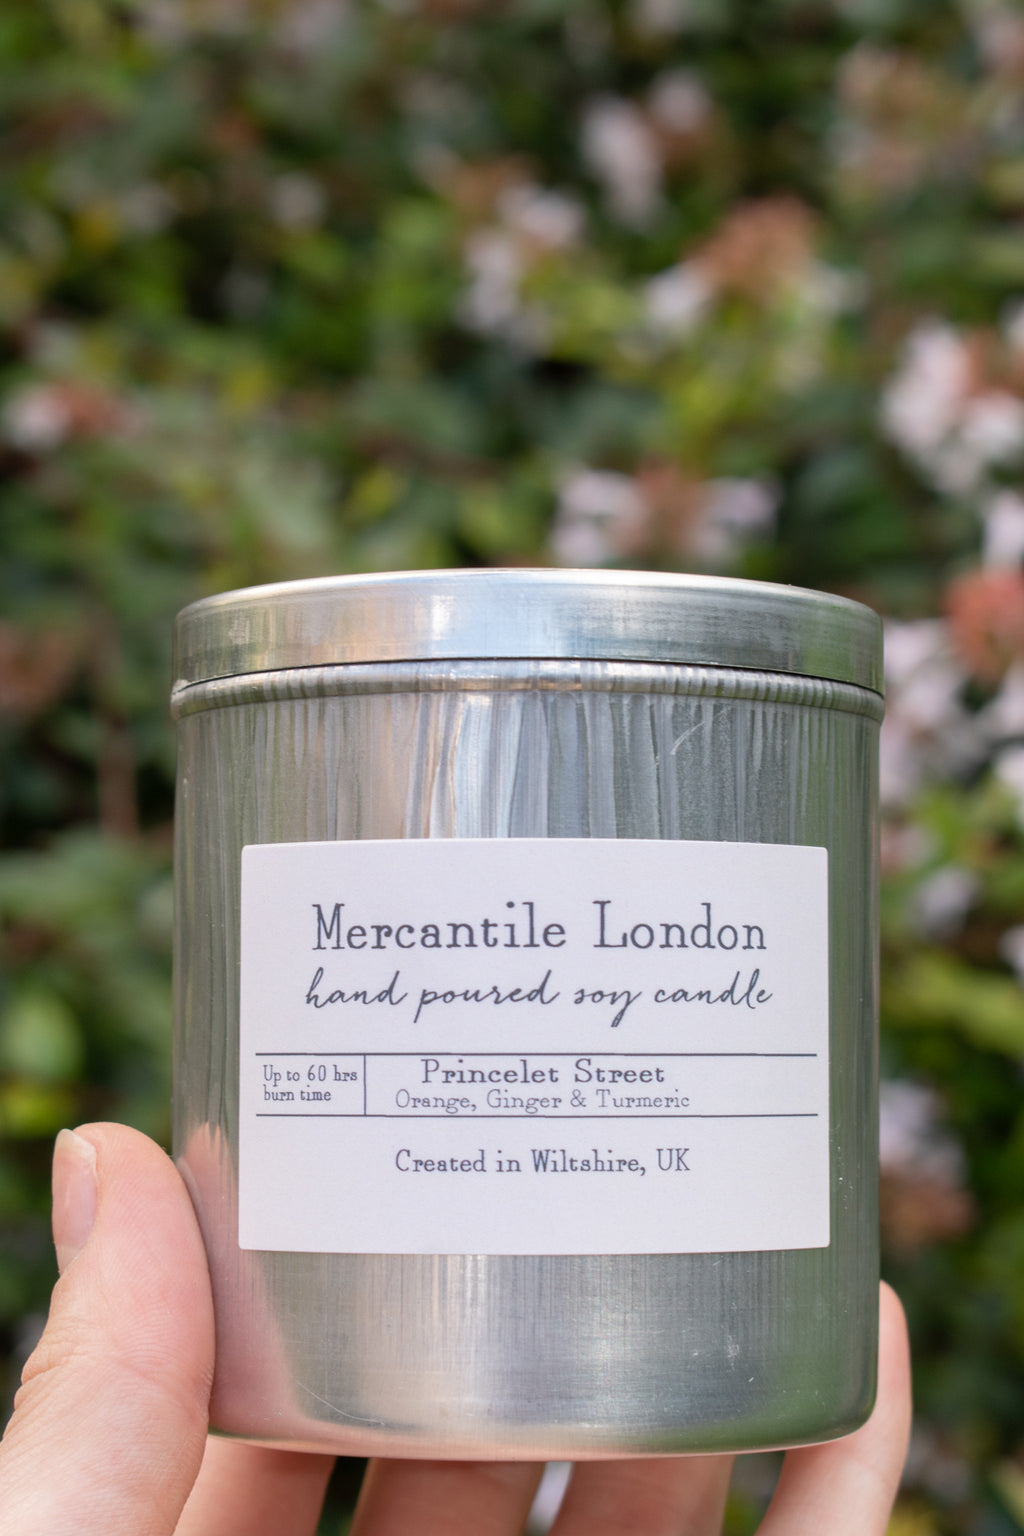 Mercantile London
hand poured soy candle
Up to 60 hrs
burn time
Princelet Street
Orange, Ginger & Turmeric
Created in Wiltshire, UK